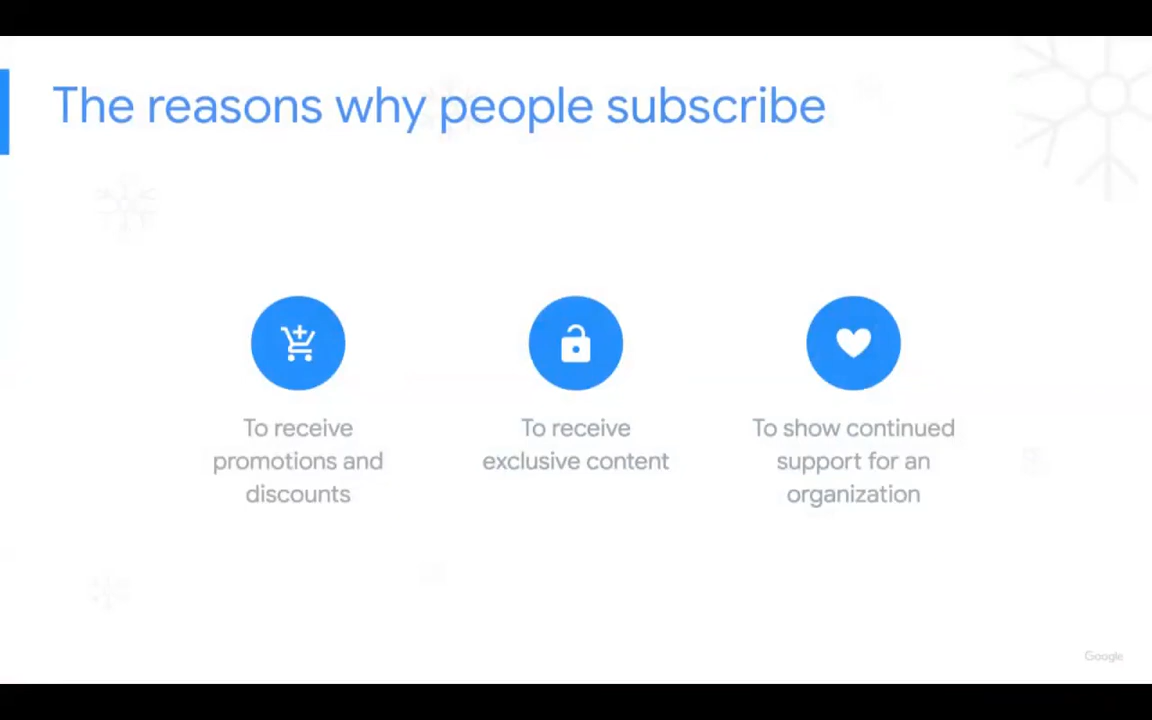 The reasons why people subscribe
To receive
promotions and
discounts
To receive
exclusive content
To show continued
support for an
organization
Google